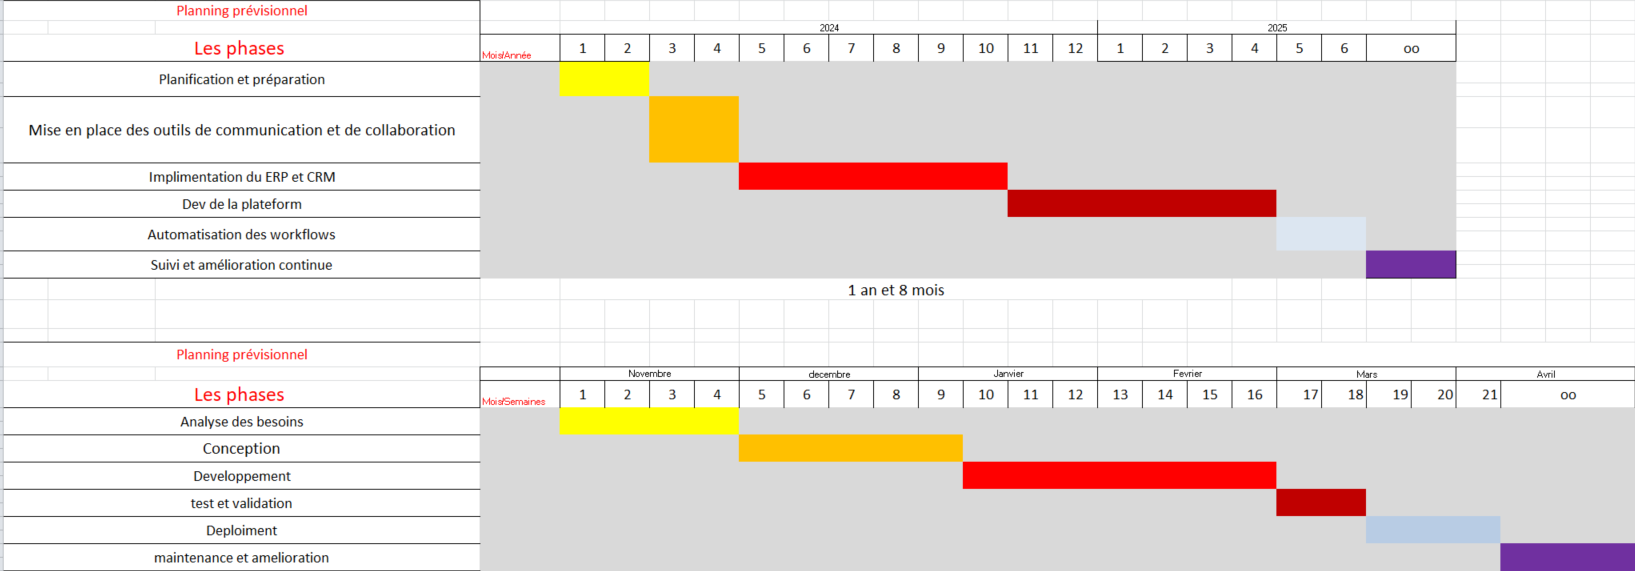 Planning prévisionnel
2024 2025
Les phases Mois/Année 1 2 3 4 5 6 7 8 9 10 11 12 1 2 3 4 5 6 oo
Planification et préparation
Mise en place des outils de communication et de collaboration
Implimentation du ERP et CRM
Dev de la plateform
Automatisation des workflows
Suivi et amélioration continue
1 an et 8 mois
Planning prévisionnel
Novembre decembre Janvier Fevrier Mars Avril
Les phases Mois/Semaines 1 2 3 4 5 6 7 8 9 10 11 12 13 14 15 16 17 18 19 20 21 oo
Analyse des besoins
Conception
Developpement
test et validation
Deploiment
maintenance et amelioration